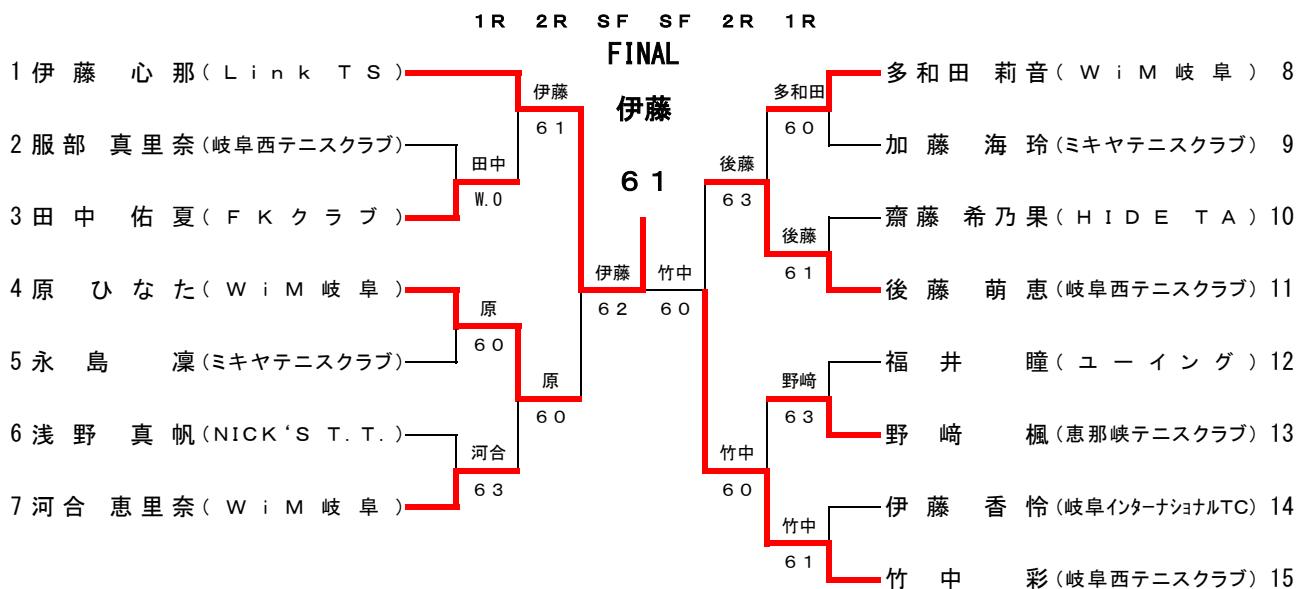 1R 2R SF SF 2R 1R
FINAL
伊藤
61
1 伊藤 心那(Link TS)
2 服部 真里奈(岐阜西テニスクラブ)
3 田中 佑夏(FKクラブ)
4 原 ひなた(WiM岐阜)
5 永島 凜(ミキヤテニスクラブ)
6 浅野 真帆(NICK‘S T.T.)
7 河合 恵里奈(WiM岐阜)
田中
W.O
原
60
河合
63
伊藤
61
原
60
伊藤
62
竹中
60
後藤
63
竹中
60
多和田
60
後藤
61
野﨑
63
竹中
61
多和田 莉音(WiM岐阜) 8
加藤 海玲(ミキヤテニスクラブ) 9
齋藤 希乃果(HIDE TA) 10
後藤 萌恵(岐阜西テニスクラブ) 11
福井 瞳(ユーイング) 12
野﨑 楓(恵那峡テニスクラブ) 13
伊藤 香怜(岐阜インターナショナルTC) 14
竹中 彩(岐阜西テニスクラブ) 15